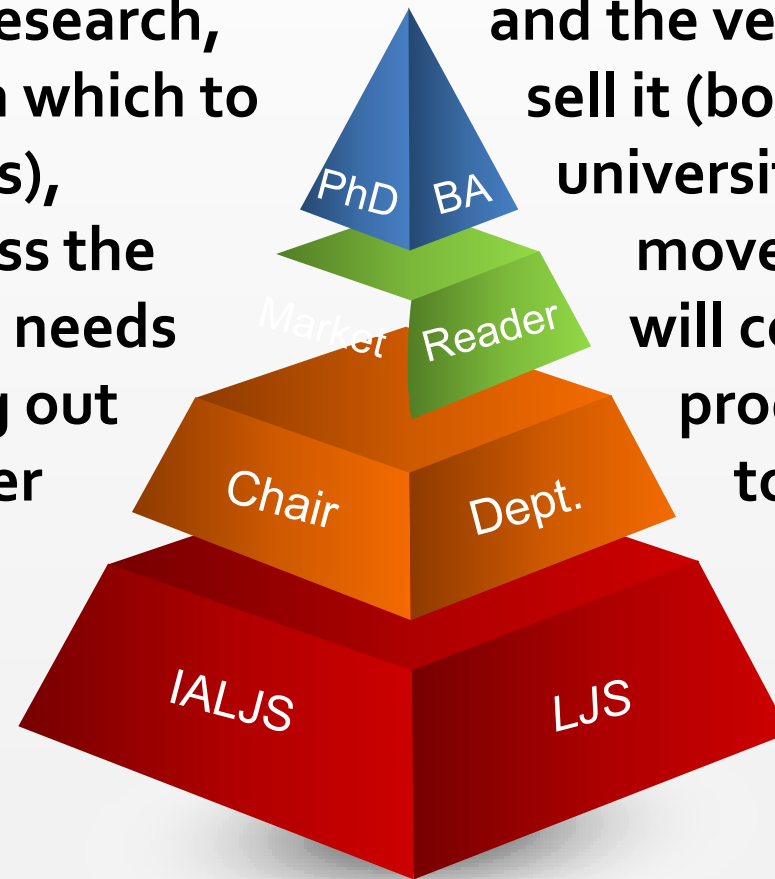 esearch,
which to
s),
ss the
needs
out
er
and the ve
sell it (bo
universit
move
will co
proc
to
PhD BA
Market Reader
Chair Dept.
IALJS LJS